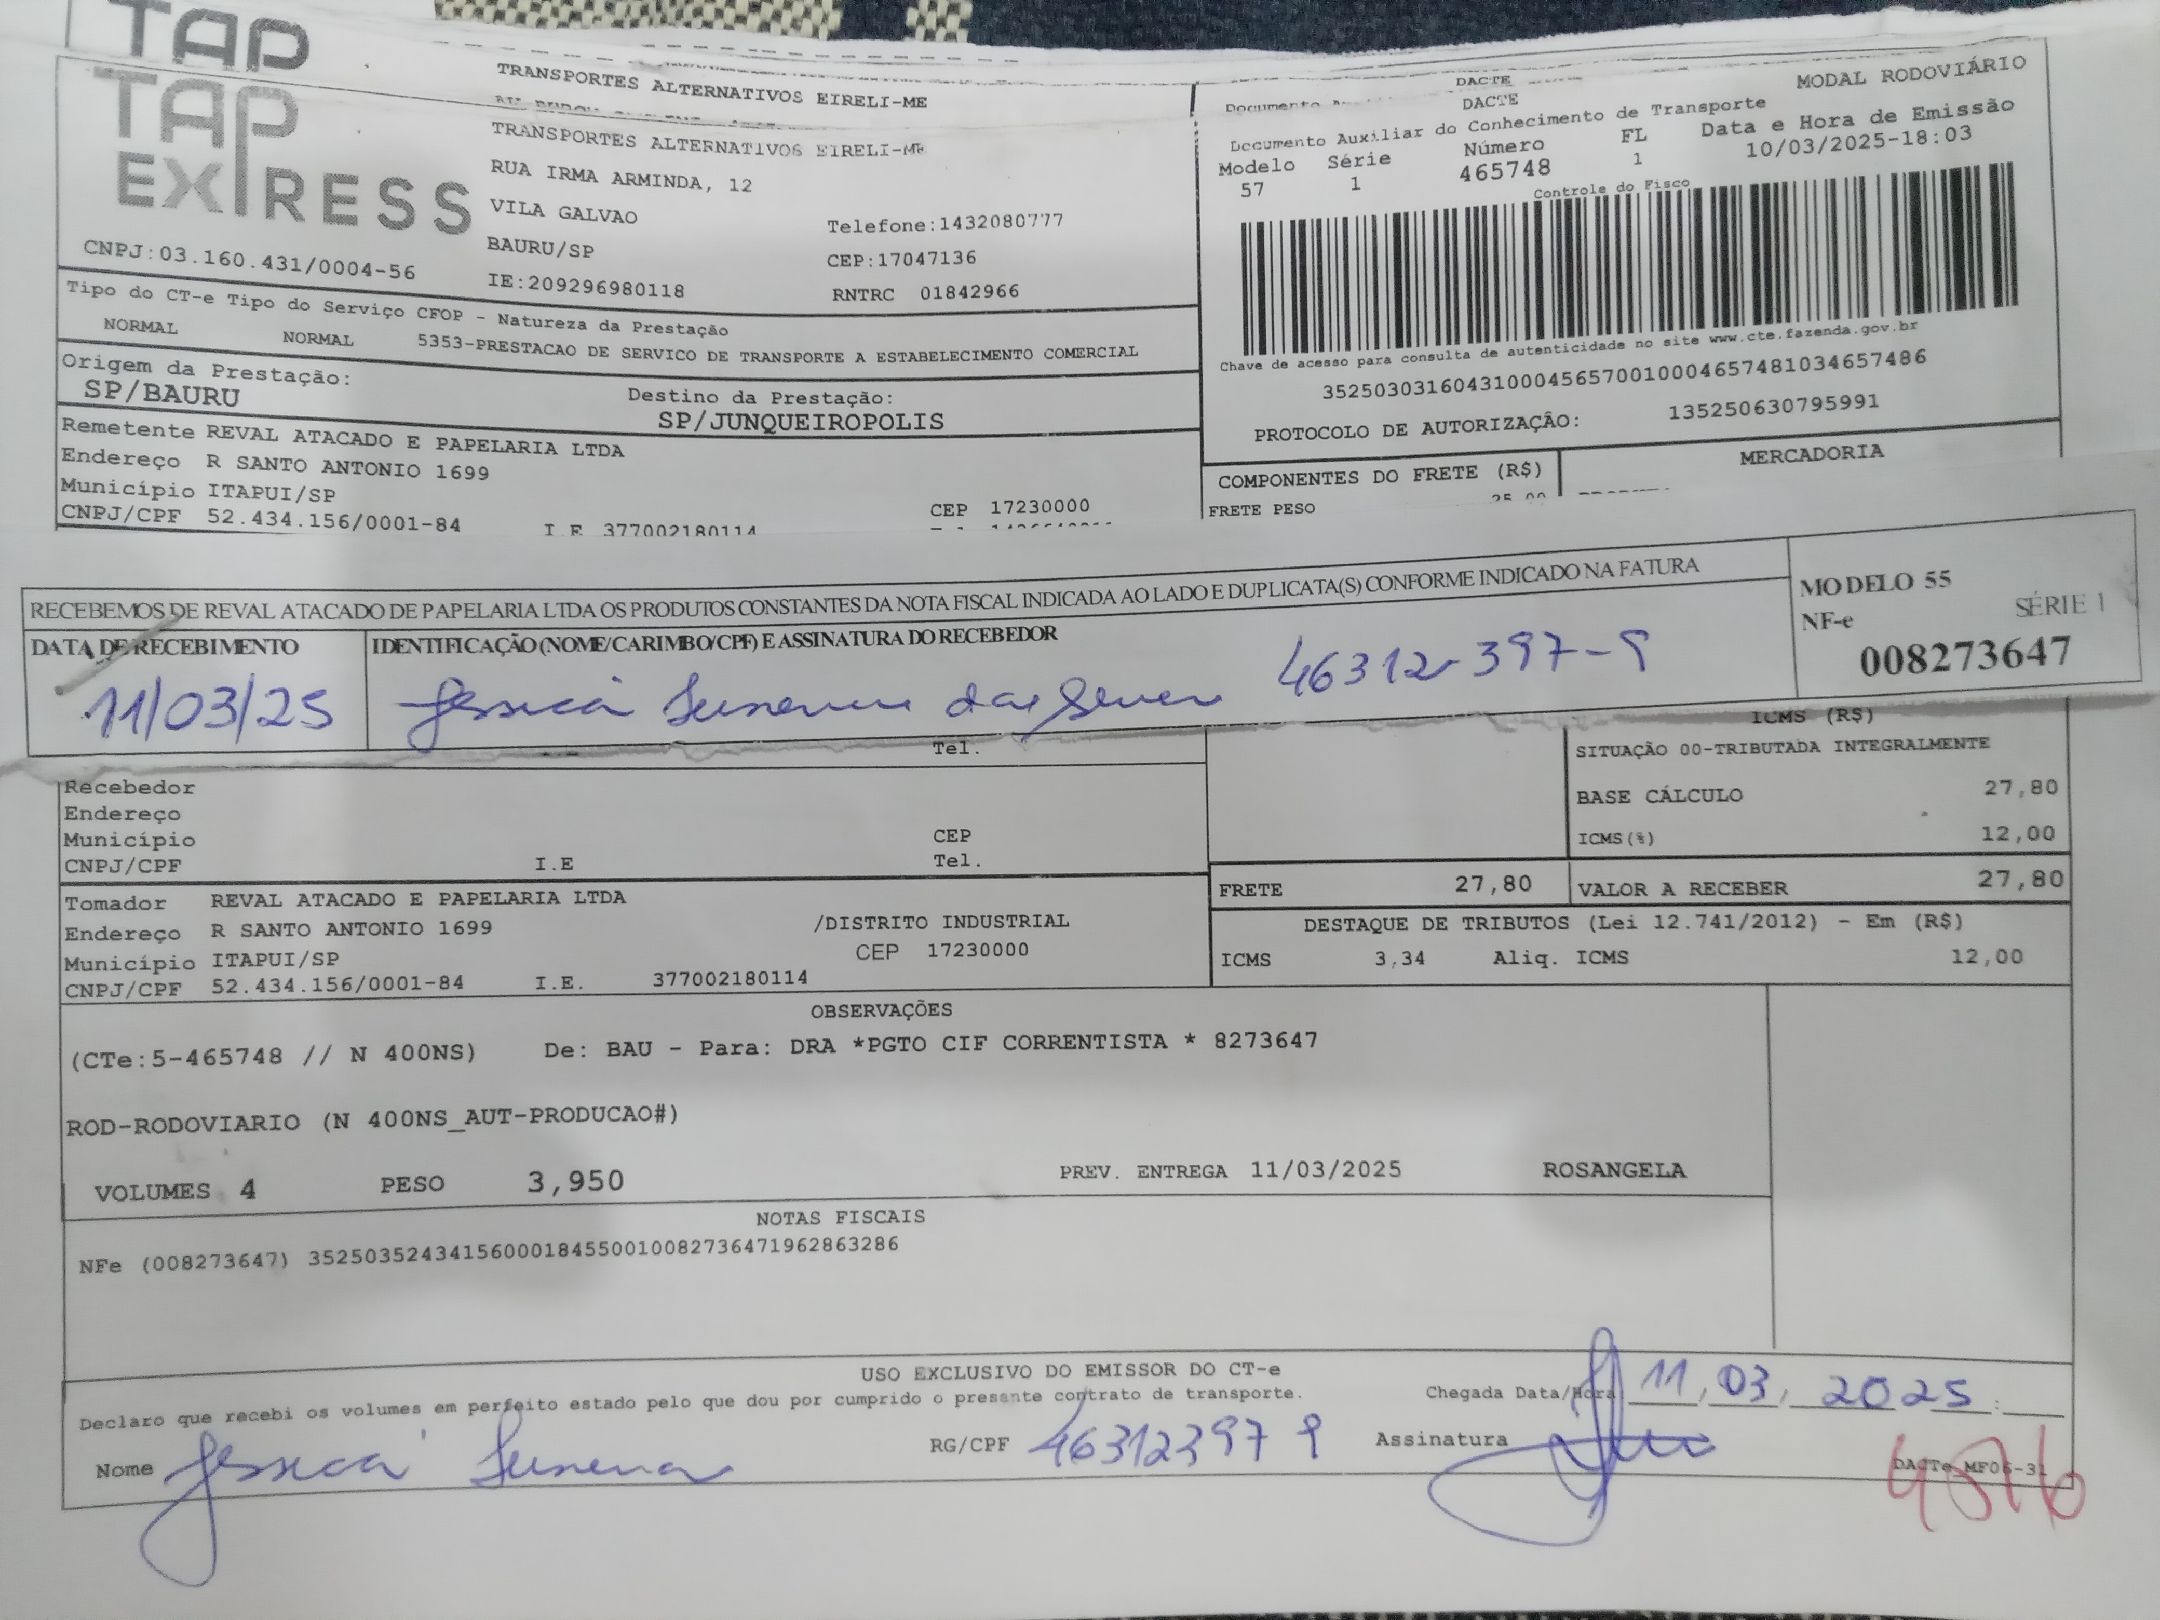 TAP
TAP
EXPRESS
TRANSPORTES ALTERNATIVOS EIRELI-ME
TRANSPORTES ALTERNATIVOS EIRELI-ME
RUA IRMA ARMINDA, 12
VILA GALVAO
Telefone:1432080777
BAURU/SP
CEP:17047136
CNPJ:03.160.431/0004-56
IE:209296980118
RNTRC 01842966
DACTE
DACTE
MODAL RODOVIÁRIO
Documento Auxiliar do Conhecimento de Transporte
Modelo Série Número FL Data e Hora de Emissão
57 1 465748 1 10/03/2025-18:03
Controle do Fisco
Chave de acesso para consulta de autenticidade no site www.cte.fazenda.gov.br
35250303160431000456570010004657481034657486
PROTOCOLO DE AUTORIZAÇÃO: 135250630795991
Tipo do CT-e Tipo do Serviço CFOP - Natureza da Prestação
NORMAL NORMAL 5353-PRESTACAO DE SERVICO DE TRANSPORTE A ESTABELECIMENTO COMERCIAL
Origem da Prestação: Destino da Prestação:
SP/BAURU SP/JUNQUEIROPOLIS
Remetente REVAL ATACADO E PAPELARIA LTDA
Endereço R SANTO ANTONIO 1699
Município ITAPUI/SP CEP 17230000
CNPJ/CPF 52.434.156/0001-84 I.E 377002180114
COMPONENTES DO FRETE (R$) MERCADORIA
FRETE PESO 25,00
RECEBEMOS DE REVAL ATACADO DE PAPELARIA LTDA OS PRODUTOS CONSTANTES DA NOTA FISCAL INDICADA AO LADO E DUPLICATA(S) CONFORME INDICADO NA FATURA
MODELO 55
NF-e SÉRIE 1
008273647
DATA DE RECEBIMENTO IDENTIFICAÇÃO (NOME/CARIMBO/CPF) E ASSINATURA DO RECEBEDOR
11/03/25 Jessica 46312397-9
Tel.
ICMS (R$)
SITUAÇÃO 00-TRIBUTADA INTEGRALMENTE
BASE CÁLCULO 27,80
ICMS(%) 12,00
Recebedor
Endereço
Município CEP
CNPJ/CPF I.E Tel.
FRETE 27,80 VALOR A RECEBER 27,80
Tomador REVAL ATACADO E PAPELARIA LTDA
Endereço R SANTO ANTONIO 1699 /DISTRITO INDUSTRIAL
Município ITAPUI/SP CEP 17230000
CNPJ/CPF 52.434.156/0001-84 I.E. 377002180114
DESTAQUE DE TRIBUTOS (Lei 12.741/2012) - Em (R$)
ICMS 3,34 Aliq. ICMS 12,00
OBSERVAÇÕES
(CTe:5-465748 // N 400NS) De: BAU - Para: DRA *PGTO CIF CORRENTISTA * 8273647
ROD-RODOVIARIO (N 400NS_AUT-PRODUCAO#)
VOLUMES 4 PESO 3,950 PREV. ENTREGA 11/03/2025 ROSANGELA
NOTAS FISCAIS
NFe (008273647) 35250352434156000184550010082736471962863286
USO EXCLUSIVO DO EMISSOR DO CT-e
Declaro que recebi os volumes em perfeito estado pelo que dou por cumprido o presente contrato de transporte.
Chegada Data/Hora 11, 03, 2025 :
Nome Jessica RG/CPF 46312397 9 Assinatura
DACTe MF06-31